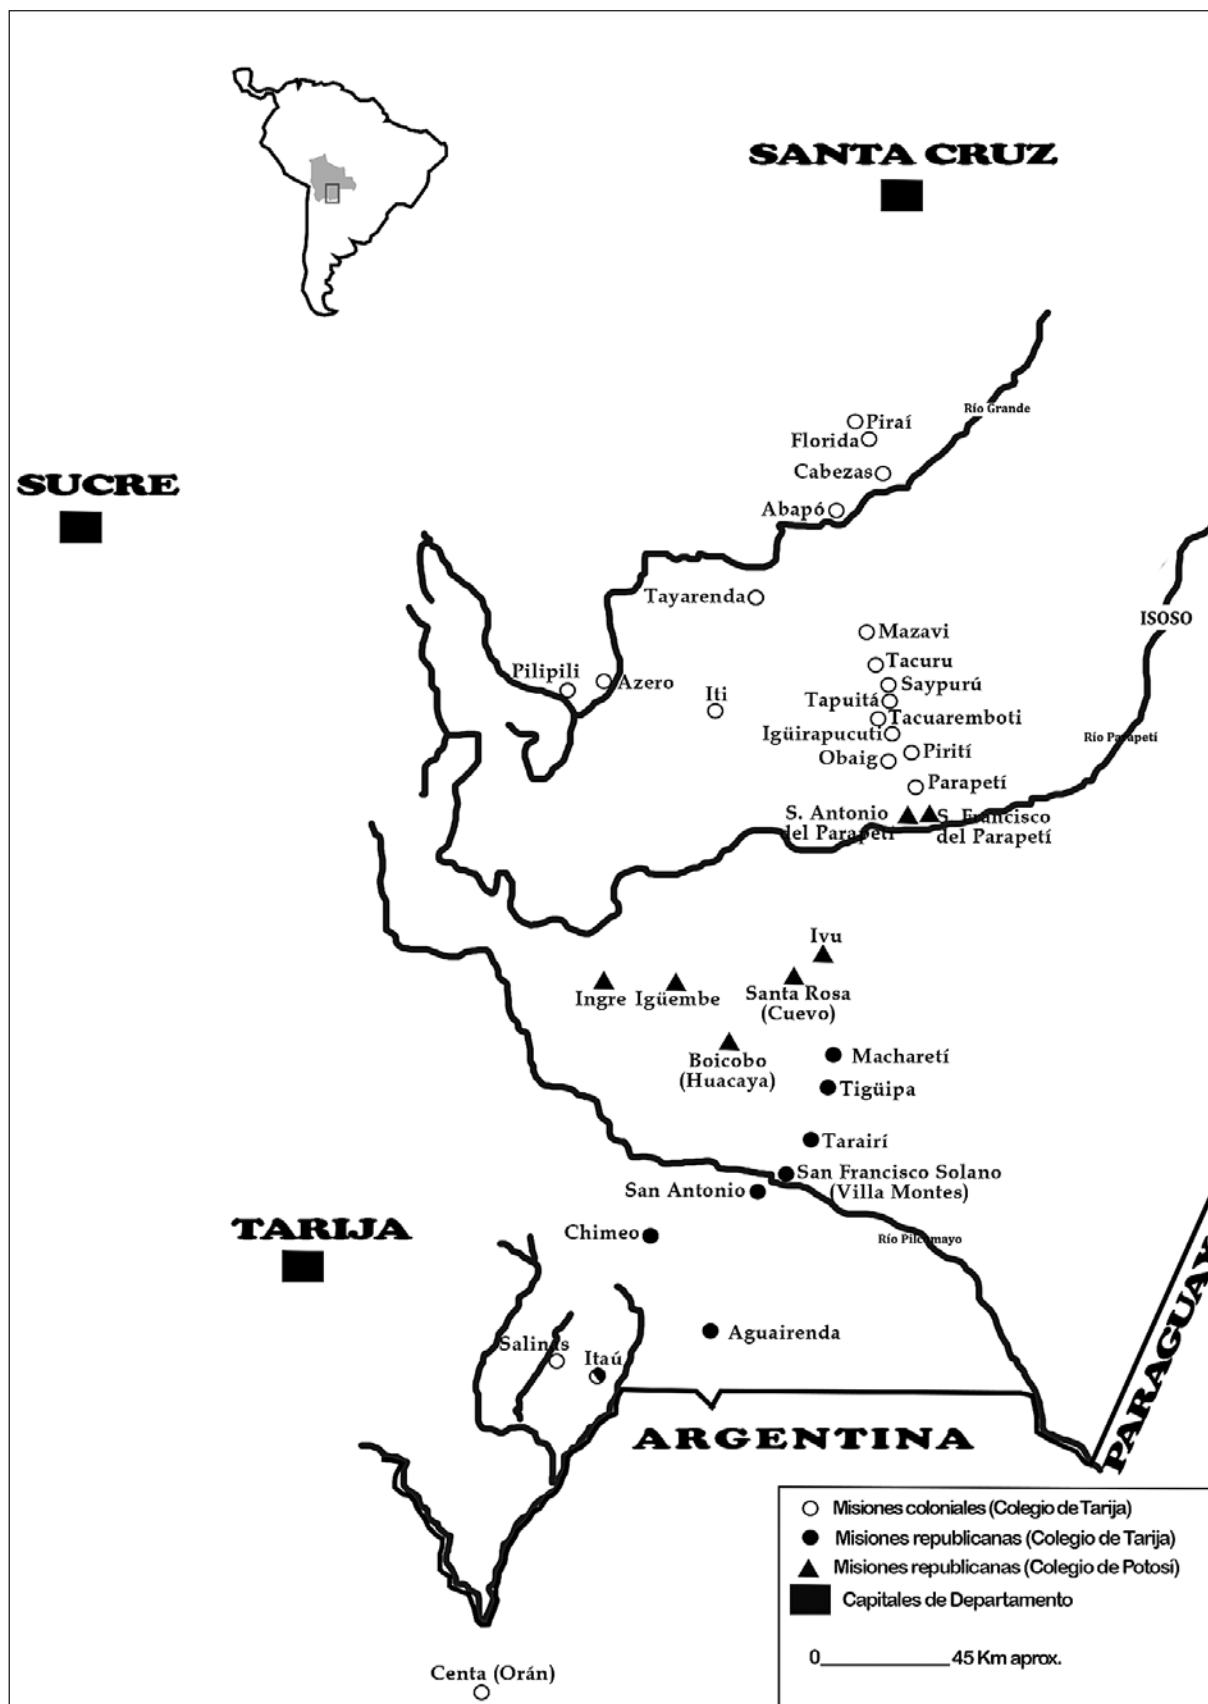 SANTA CRUZ
Río Grande
Piraí
Florida
Cabezas
SUCRE
Abapó
Tayarenda
ISOSO
Mazavi
Tacuru
Pilipili
Azero
Saypurú
Iti
Tapuitá
Tacuaremboti
Igüirapucuti
Río Parapetí
Pirití
Obaig
Parapetí
S. Antonio
del Parapetí
S. Francisco
del Parapetí
Ivu
Ingre
Igüembe
Santa Rosa
(Cuevo)
Boicobo
(Huacaya)
Macharetí
Tigüipa
Tarairí
San Francisco Solano
(Villa Montes)
San Antonio
TARIJA
Chimeo
Río Pilcomayo
Aguairenda
Salinas
Itaú
PARAGUAY
ARGENTINA
Misiones coloniales (Colegio de Tarija)
Misiones republicanas (Colegio de Tarija)
Misiones republicanas (Colegio de Potosí)
Capitales de Departamento
0 45 Km aprox.
Centa (Orán)